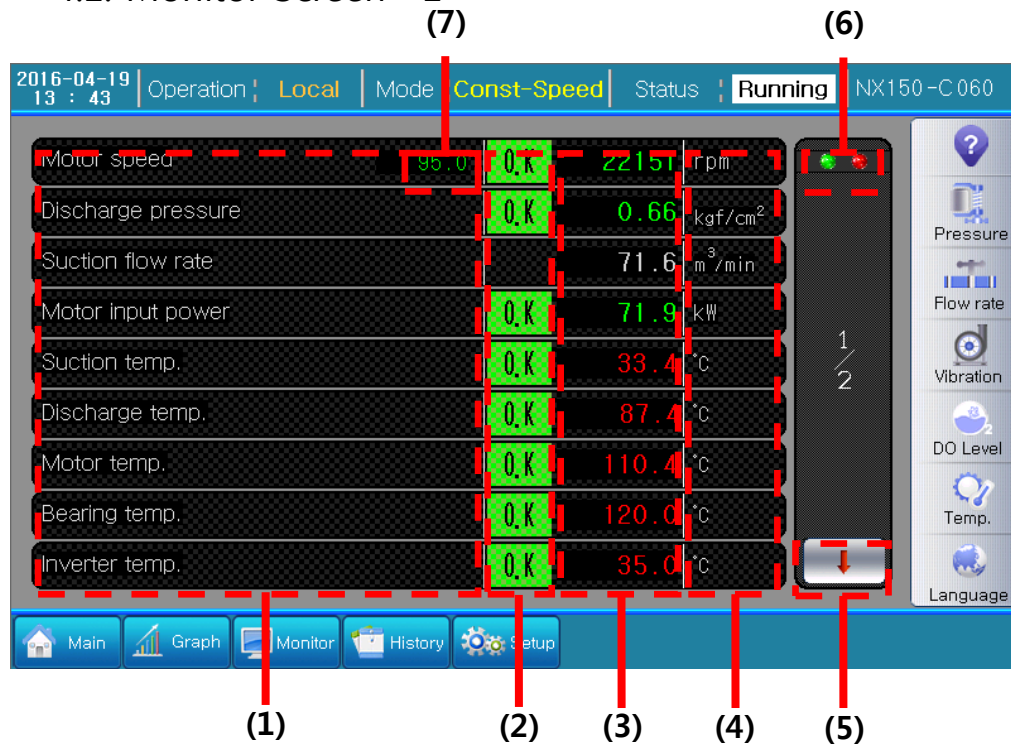 (7) (6)
2016-04-19
13 : 43
Operation ¦ Local Mode Const-Speed Status ¦ Running NX150-C060
Motor speed 95.0 O.K 22151 rpm
Discharge pressure O.K 0.66 kgf/cm²
Suction flow rate 71.6 m³/min
Motor input power O.K 71.9 kW
Suction temp. O.K 33.4 °C
Discharge temp. O.K 87.4 °C
Motor temp. O.K 110.4 °C
Bearing temp. O.K 120.0 °C
Inverter temp. O.K 35.0 °C
1/2
?
Pressure
Flow rate
Vibration
DO Level
Temp.
Language
Main Graph Monitor History Setup
(1) (2) (3) (4) (5)